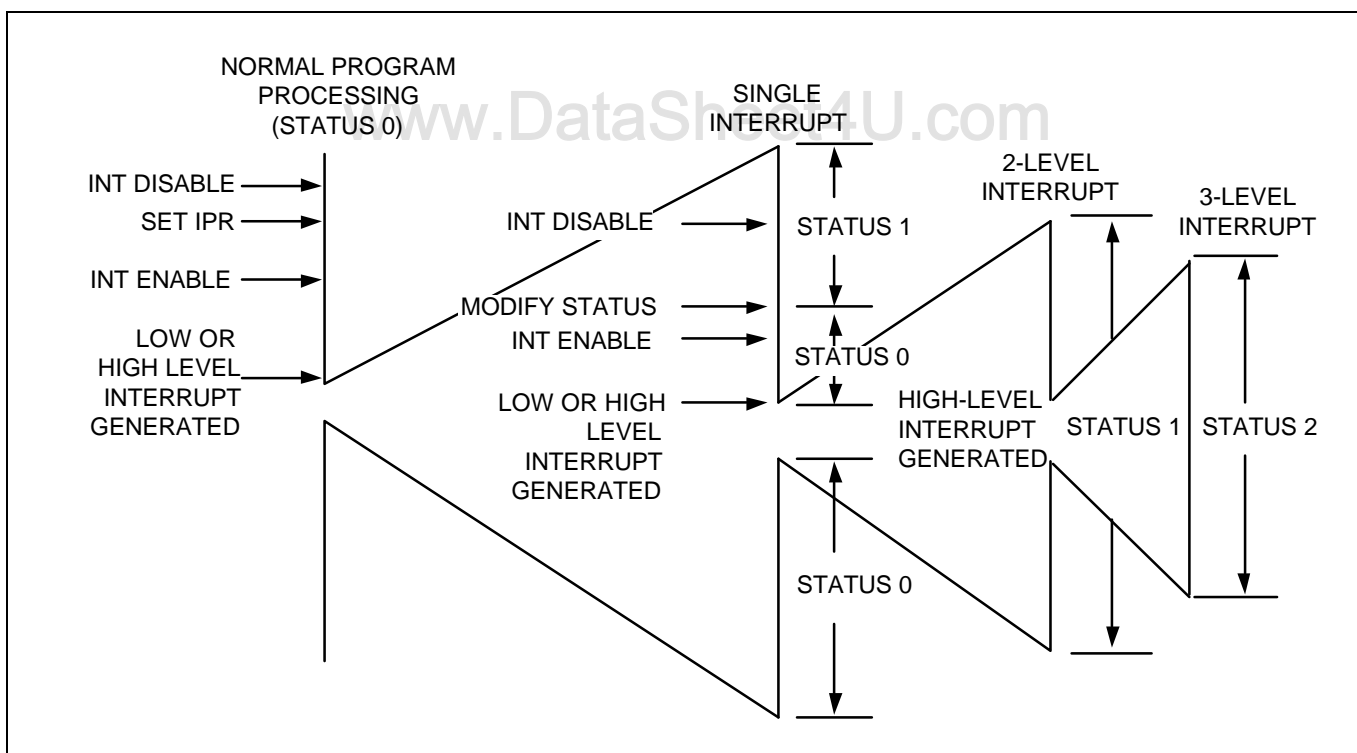 NORMAL PROGRAM
PROCESSING
(STATUS 0)
www.DataSheet4U.com
INT DISABLE
SET IPR
INT ENABLE
LOW OR
HIGH LEVEL
INTERRUPT
GENERATED
SINGLE
INTERRUPT
INT DISABLE
MODIFY STATUS
INT ENABLE
LOW OR HIGH
LEVEL
INTERRUPT
GENERATED
STATUS 1
STATUS 0
STATUS 0
2-LEVEL
INTERRUPT
HIGH-LEVEL
INTERRUPT
GENERATED
STATUS 1
3-LEVEL
INTERRUPT
STATUS 2